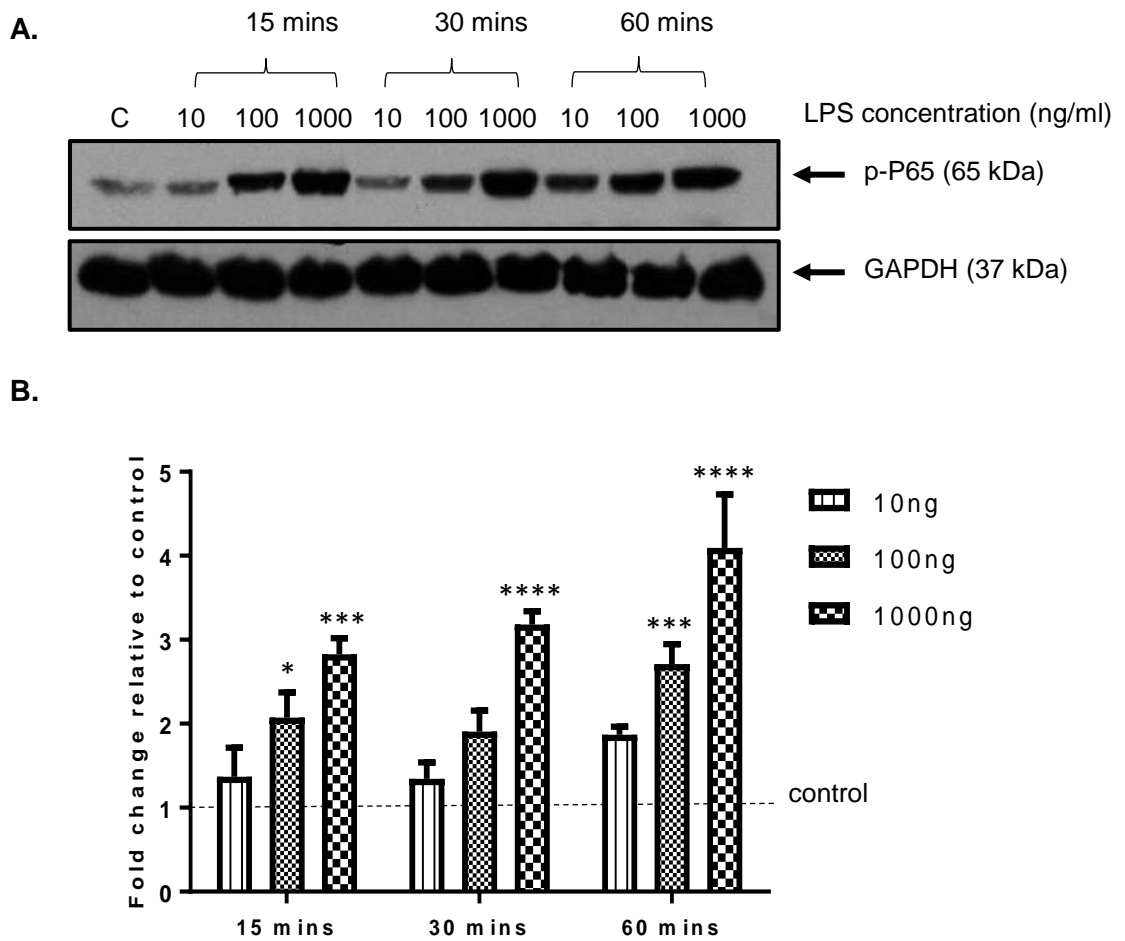 A.
15 mins 30 mins 60 mins
C 10 100 1000 10 100 1000 10 100 1000 LPS concentration (ng/ml)
p-P65 (65 kDa)
GAPDH (37 kDa)
B.
Fold change relative to control
5
4
3
2
1
0
* *** **** *** ****
control
15 mins 30 mins 60 mins
10ng
100ng
1000ng